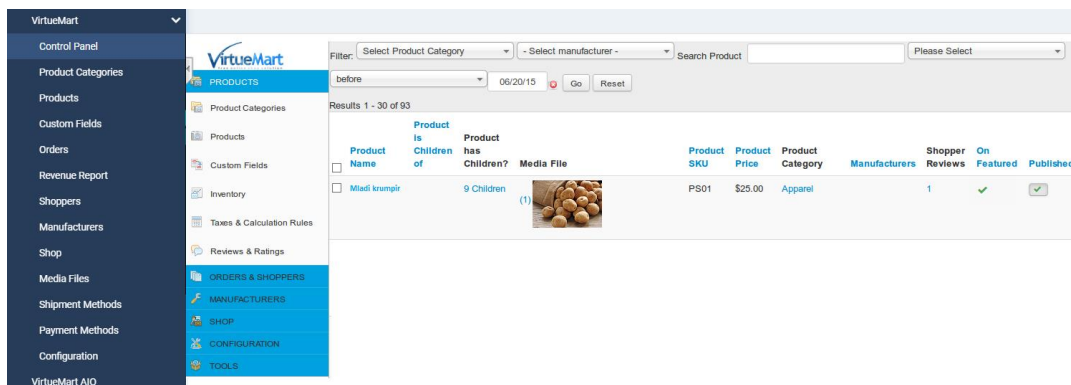 VirtueMart
Control Panel
Product Categories
Products
Custom Fields
Orders
Revenue Report
Shoppers
Manufacturers
Shop
Media Files
Shipment Methods
Payment Methods
Configuration
VirtueMart AIO
VirtueMart
PRODUCTS
Product Categories
Products
Custom Fields
Inventory
Taxes & Calculation Rules
Reviews & Ratings
ORDERS & SHOPPERS
MANUFACTURERS
SHOP
CONFIGURATION
TOOLS
Filter: Select Product Category - Select manufacturer - Search Product Please Select
before 06/20/15 Go Reset
Results 1 - 30 of 93
Product Name Product is Children of Product has Children? Media File Product SKU Product Price Product Category Manufacturers Shopper Reviews On Featured Published
Mladi krumpir 9 Children (1) PS01 $25.00 Apparel 1